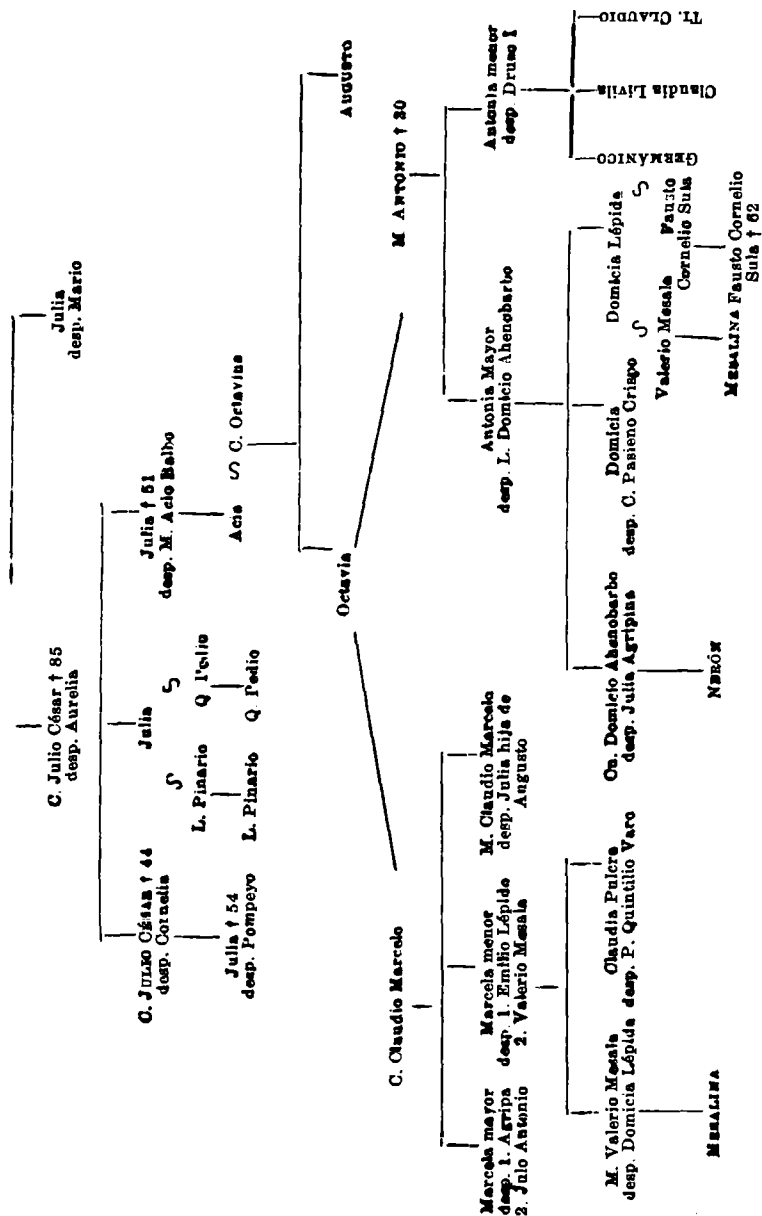 Julia
desp. Mario
C. Julio César † 85
desp. Aurelia
C. JULIO CÉSAR † 44
desp. Cornelia
Julia
Julia † 51
desp. M. Acio Balbo
Julia † 54
desp. Pompeyo
L. Pinario
Q. Pedio
L. Pinario
Q. Pedio
Acia
C. Octavius
Octavia
AUGUSTO
C. Claudio Marcelo
M ANTONIO † 30
Marcela mayor
desp. 1. Agripa
2. Julo Antonio
Marcela menor
desp. 1. Emilio Lépido
2. Valerio Mesala
M. Claudio Marcelo
desp. Julia hija de
Augusto
Antonia Mayor
desp. L. Domicio Ahenobarbo
Antonia menor
desp. Druso I
M. Valerio Mesala
desp. Domicia Lépida
Claudia Pulcra
desp. P. Quintilio Varo
Cn. Domicio Ahenobarbo
desp. Julia Agripina
Domicia
desp. C. Pasieno Crispo
Domicia Lépida
Valerio Mesala
Fausto
Cornelio Sula
GERMÁNICO
Claudia Livila
TI. CLAUDIO
MESALINA
NERÓN
MESALINA
Fausto Cornelio
Sula † 62